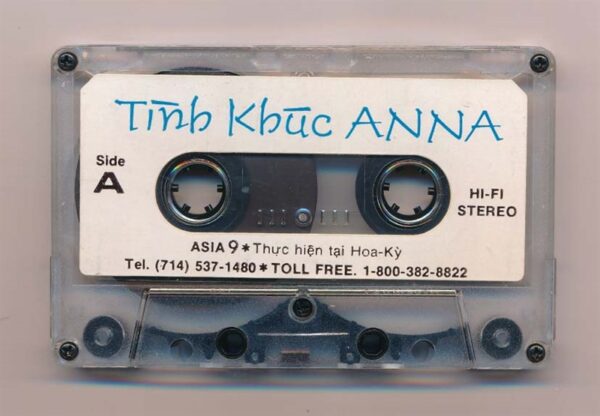 Tình Khúc ANNA
Side
A
HI-FI
STEREO
ASIA 9 * Thực hiện tại Hoa-Kỳ
Tel. (714) 537-1480 * TOLL FREE. 1-800-382-8822